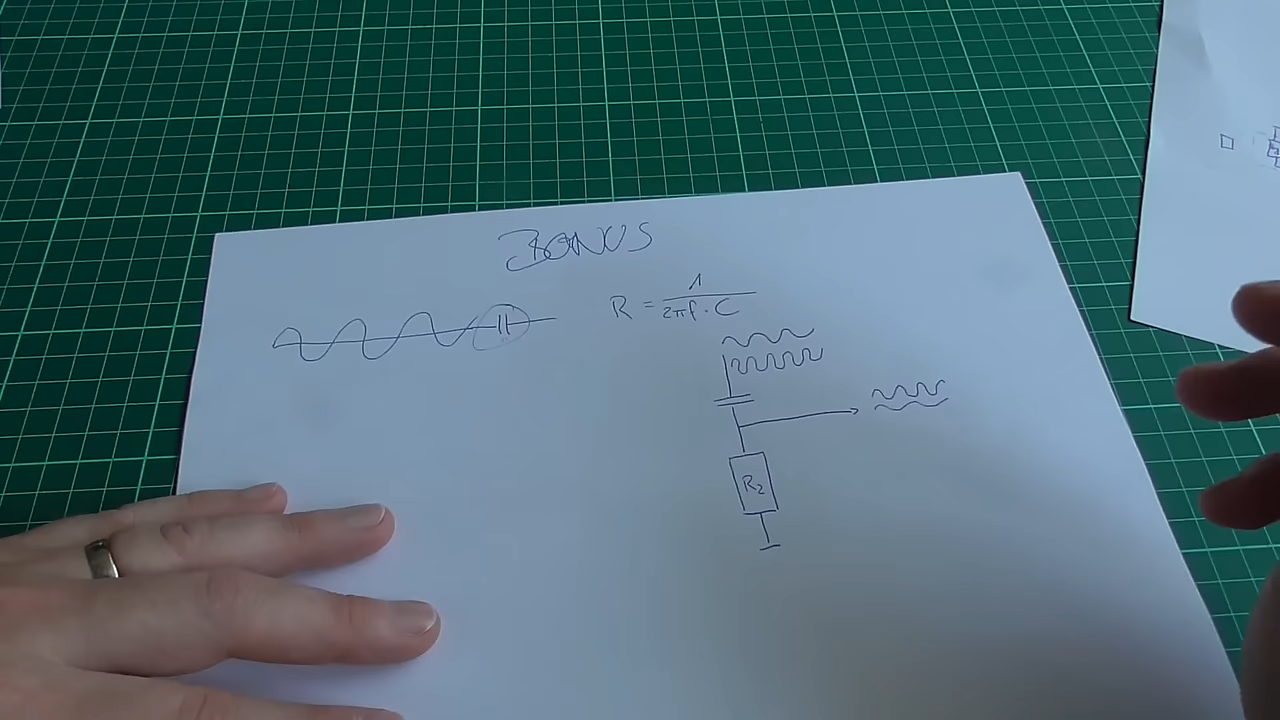 BONUS
R = 1 / 2πf · C
R₂